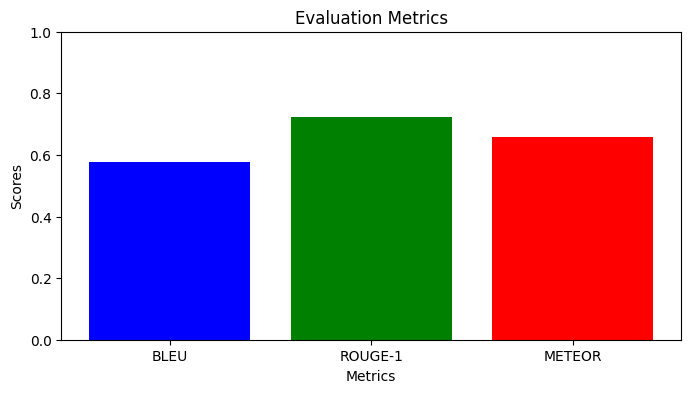 Evaluation Metrics
1.0
0.8
0.6
0.4
0.2
0.0
Scores
BLEU ROUGE-1 METEOR
Metrics